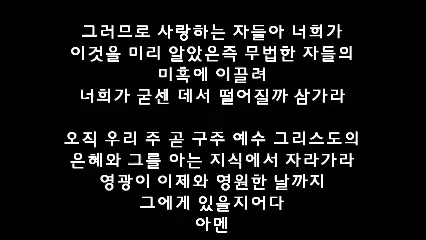 그러므로 사랑하는 자들아 너희가
이것을 미리 알았은즉 무법한 자들의
미혹에 이끌려
너희가 굳센 데서 떨어질까 삼가라
오직 우리 주 곧 구주 예수 그리스도의
은혜와 그를 아는 지식에서 자라가라
영광이 이제와 영원한 날까지
그에게 있을지어다
아멘